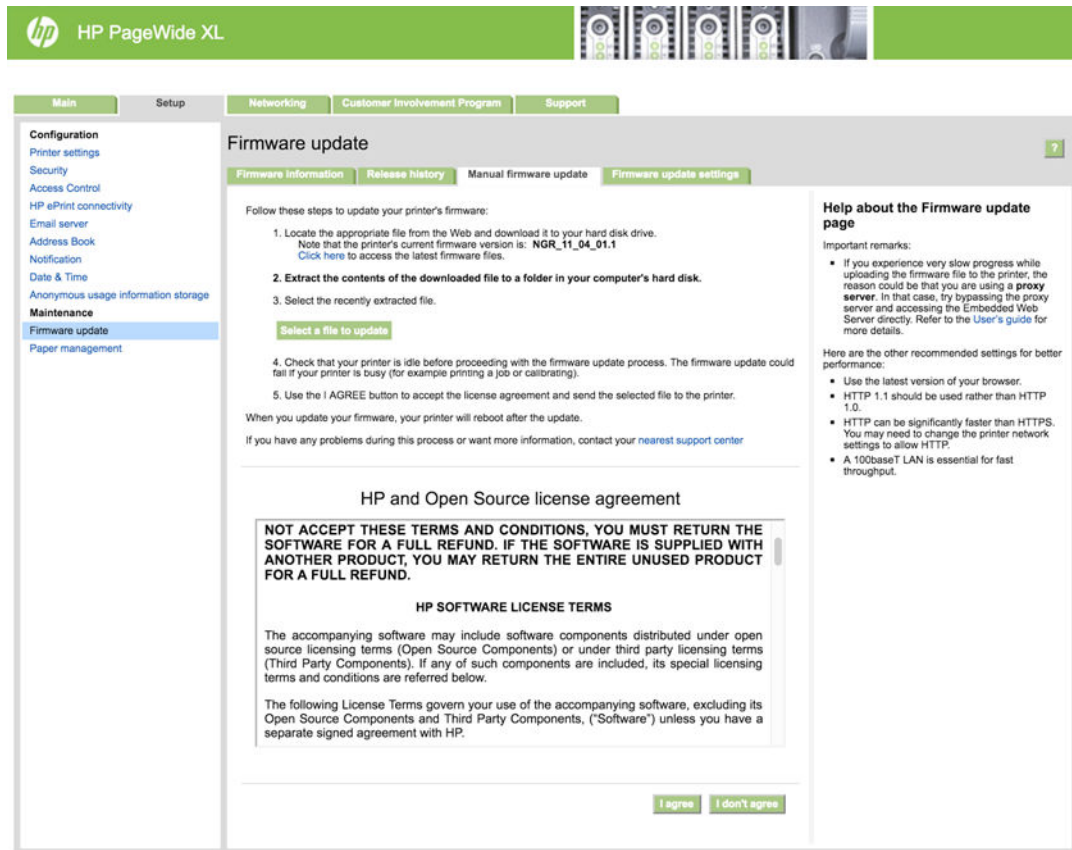 hp HP PageWide XL
Main Setup Networking Customer Involvement Program Support
Configuration
Printer settings
Security
Access Control
HP ePrint connectivity
Email server
Address Book
Notification
Date & Time
Anonymous usage information storage
Maintenance
Firmware update
Paper management
Firmware update
?
Firmware information Release history Manual firmware update Firmware update settings
Follow these steps to update your printer's firmware:
1. Locate the appropriate file from the Web and download it to your hard disk drive.
Note that the printer's current firmware version is: NGR_11_04_01.1
Click here to access the latest firmware files.
2. Extract the contents of the downloaded file to a folder in your computer's hard disk.
3. Select the recently extracted file.
Select a file to update
4. Check that your printer is idle before proceeding with the firmware update process. The firmware update could
fail if your printer is busy (for example printing a job or calibrating).
5. Use the I AGREE button to accept the license agreement and send the selected file to the printer.
When you update your firmware, your printer will reboot after the update.
If you have any problems during this process or want more information, contact your nearest support center
HP and Open Source license agreement
NOT ACCEPT THESE TERMS AND CONDITIONS, YOU MUST RETURN THE
SOFTWARE FOR A FULL REFUND. IF THE SOFTWARE IS SUPPLIED WITH
ANOTHER PRODUCT, YOU MAY RETURN THE ENTIRE UNUSED PRODUCT
FOR A FULL REFUND.
HP SOFTWARE LICENSE TERMS
The accompanying software may include software components distributed under open
source licensing terms (Open Source Components) or under third party licensing terms
(Third Party Components). If any of such components are included, its special licensing
terms and conditions are referred below.
The following License Terms govern your use of the accompanying software, excluding its
Open Source Components and Third Party Components, ("Software") unless you have a
separate signed agreement with HP.
I agree I don't agree
Help about the Firmware update
page
Important remarks:
If you experience very slow progress while
uploading the firmware file to the printer, the
reason could be that you are using a proxy
server. In that case, try bypassing the proxy
server and accessing the Embedded Web
Server directly. Refer to the User's guide for
more details.
Here are the other recommended settings for better
performance:
Use the latest version of your browser.
HTTP 1.1 should be used rather than HTTP
1.0.
HTTP can be significantly faster than HTTPS.
You may need to change the printer network
settings to allow HTTP.
A 100baseT LAN is essential for fast
throughput.